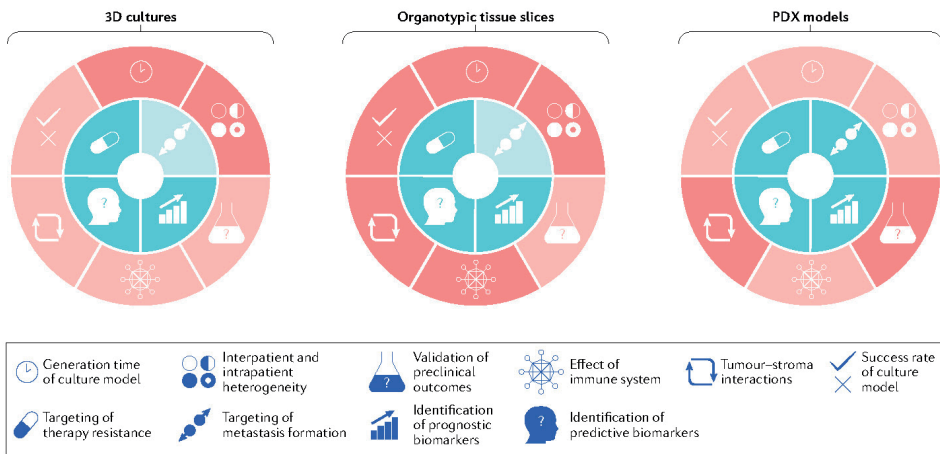 3D cultures
Organotypic tissue slices
PDX models
?
?
?
?
?
?
Generation time
of culture model
Interpatient and
intrapatient
heterogeneity
?
Validation of
preclinical
outcomes
Effect of
immune system
Tumour–stroma
interactions
Success rate
of culture
model
Targeting of
therapy resistance
Targeting of
metastasis formation
Identification
of prognostic
biomarkers
?
Identification of
predictive biomarkers